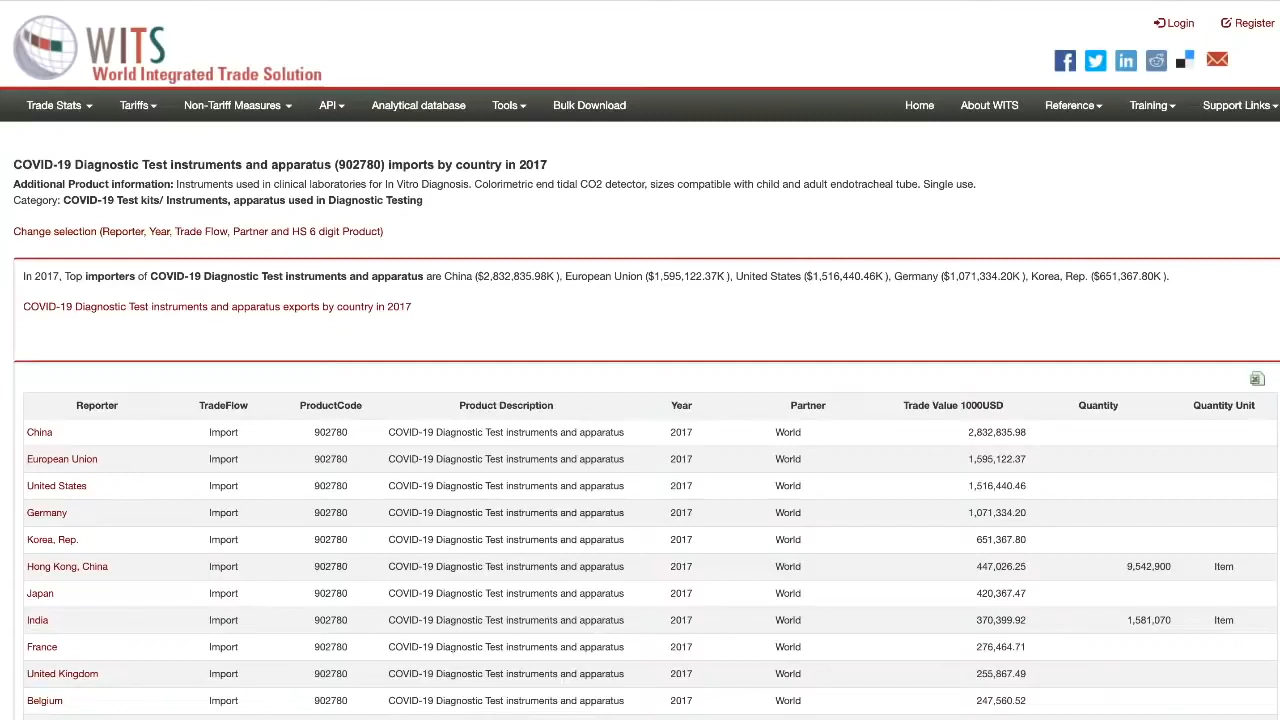 Login Register
WITS
World Integrated Trade Solution
Trade Stats Tariffs Non-Tariff Measures API Analytical database Tools Bulk Download Home About WITS Reference Training Support Links
COVID-19 Diagnostic Test instruments and apparatus (902780) imports by country in 2017
Additional Product information: Instruments used in clinical laboratories for In Vitro Diagnosis. Colorimetric end tidal CO2 detector, sizes compatible with child and adult endotracheal tube. Single use.
Category: COVID-19 Test kits/ Instruments, apparatus used in Diagnostic Testing
Change selection (Reporter, Year, Trade Flow, Partner and HS 6 digit Product)
In 2017, Top importers of COVID-19 Diagnostic Test instruments and apparatus are China ($2,832,835.98K ), European Union ($1,595,122.37K ), United States ($1,516,440.46K ), Germany ($1,071,334.20K ), Korea, Rep. ($651,367.80K ).
COVID-19 Diagnostic Test instruments and apparatus exports by country in 2017
Reporter TradeFlow ProductCode Product Description Year Partner Trade Value 1000USD Quantity Quantity Unit
China Import 902780 COVID-19 Diagnostic Test instruments and apparatus 2017 World 2,832,835.98
European Union Import 902780 COVID-19 Diagnostic Test instruments and apparatus 2017 World 1,595,122.37
United States Import 902780 COVID-19 Diagnostic Test instruments and apparatus 2017 World 1,516,440.46
Germany Import 902780 COVID-19 Diagnostic Test instruments and apparatus 2017 World 1,071,334.20
Korea, Rep. Import 902780 COVID-19 Diagnostic Test instruments and apparatus 2017 World 651,367.80
Hong Kong, China Import 902780 COVID-19 Diagnostic Test instruments and apparatus 2017 World 447,026.25 9,542,900 Item
Japan Import 902780 COVID-19 Diagnostic Test instruments and apparatus 2017 World 420,367.47
India Import 902780 COVID-19 Diagnostic Test instruments and apparatus 2017 World 370,399.92 1,581,070 Item
France Import 902780 COVID-19 Diagnostic Test instruments and apparatus 2017 World 276,464.71
United Kingdom Import 902780 COVID-19 Diagnostic Test instruments and apparatus 2017 World 255,867.49
Belgium Import 902780 COVID-19 Diagnostic Test instruments and apparatus 2017 World 247,560.52